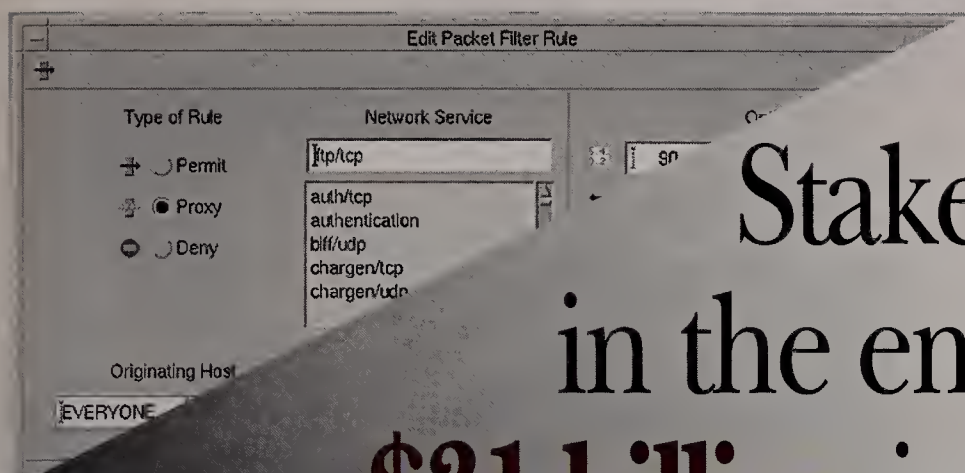 Edit Packet Filter Rule
Type of Rule
Network Service
Permit
Proxy
Deny
ftp/tcp
auth/tcp
authentication
biff/udp
chargen/tcp
chargen/udp
90
Originating Host
EVERYONE
Stake
in the en